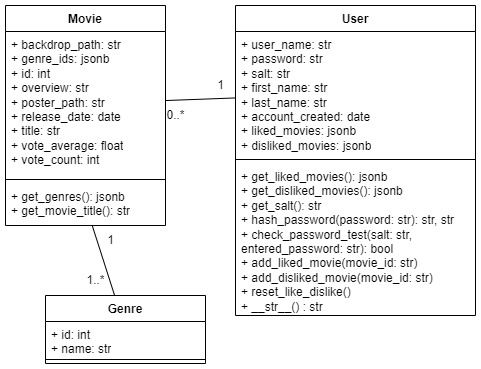 Movie
+ backdrop_path: str
+ genre_ids: jsonb
+ id: int
+ overview: str
+ poster_path: str
+ release_date: date
+ title: str
+ vote_average: float
+ vote_count: int
+ get_genres(): jsonb
+ get_movie_title(): str
1
0..*
User
+ user_name: str
+ password: str
+ salt: str
+ first_name: str
+ last_name: str
+ account_created: date
+ liked_movies: jsonb
+ disliked_movies: jsonb
+ get_liked_movies(): jsonb
+ get_disliked_movies(): jsonb
+ get_salt(): str
+ hash_password(password: str): str, str
+ check_password_test(salt: str,
entered_password: str): bool
+ add_liked_movie(movie_id: str)
+ add_disliked_movie(movie_id: str)
+ reset_like_dislike()
+ __str__() : str
1
1..*
Genre
+ id: int
+ name: str